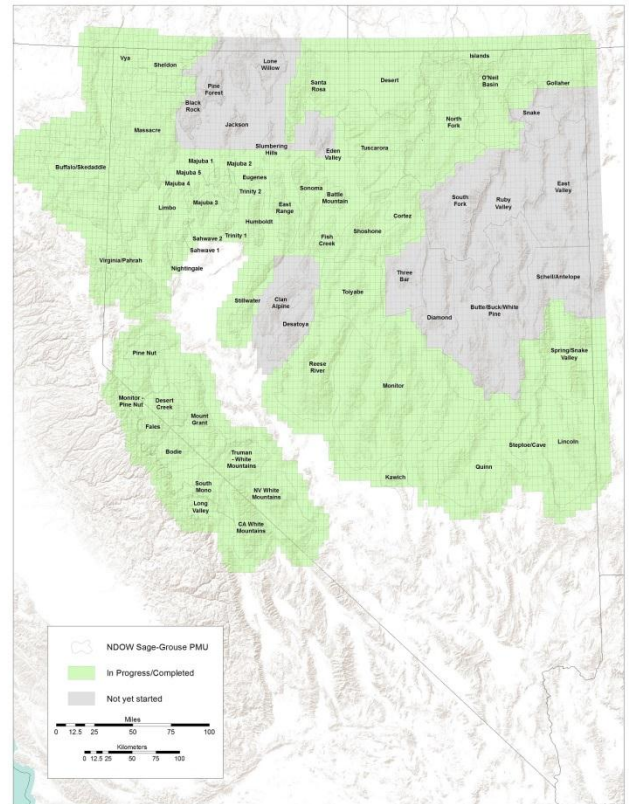 Vya
Sheldon
Lone
Willow
Pine
Forest
Black
Rock
Santa
Rosa
Desert
Islands
O'Neil
Basin
Gollaher
Massacre
Jackson
North
Fork
Snake
Slumbering
Hills
Eden
Valley
Tuscarora
Buffalo/Skedaddle
Majuba 1
Majuba 2
Majuba 5
Majuba 4
Eugenes
Trinity 2
Sonoma
Battle
Mountain
South
Fork
Ruby
Valley
East
Valley
Limbo
Majuba 3
East
Range
Humboldt
Cortez
Shoshone
Fish
Creek
Sahwave 2
Trinity 1
Sahwave 1
Virginia/Pahrah
Nightingale
Three
Bar
Schell/Antelope
Stillwater
Clan
Alpine
Toiyabe
Desatoya
Diamond
Butte/Buck/White
Pine
Pine Nut
Spring/Snake
Valley
Reese
River
Monitor
Monitor -
Pine Nut
Desert
Creek
Fales
Mount
Grant
Bodie
Truman
- White
Mountains
Steptoe/Cave
Lincoln
Quinn
Kawich
South
Mono
NV White
Mountains
Long
Valley
CA White
Mountains
NDOW Sage-Grouse PMU
In Progress/Completed
Not yet started
Miles
0 12.5 25 50 75 100
Kilometers
0 12.5 25 50 75 100